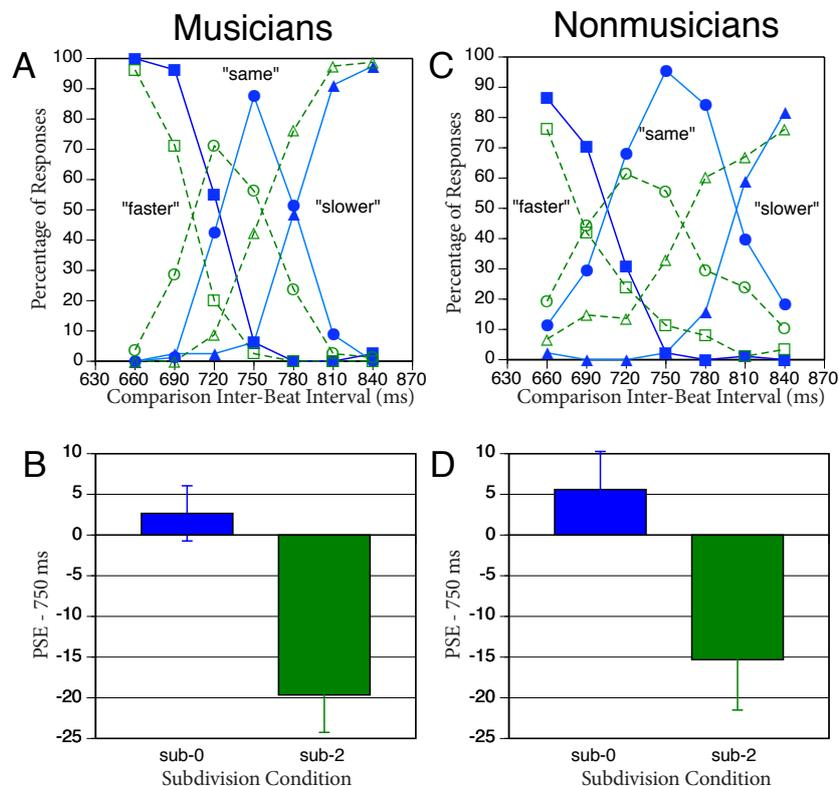 Musicians
Nonmusicians
A
100
90
80
70
60
50
40
30
20
10
0
Percentage of Responses
"same"
"faster"
"slower"
630 660 690 720 750 780 810 840 870
Comparison Inter-Beat Interval (ms)
C
100
90
80
70
60
50
40
30
20
10
0
Percentage of Responses
"same"
"faster"
"slower"
630 660 690 720 750 780 810 840 870
Comparison Inter-Beat Interval (ms)
B
10
5
0
-5
-10
-15
-20
-25
PSE - 750 ms
sub-0 sub-2
Subdivision Condition
D
10
5
0
-5
-10
-15
-20
-25
PSE - 750 ms
sub-0 sub-2
Subdivision Condition